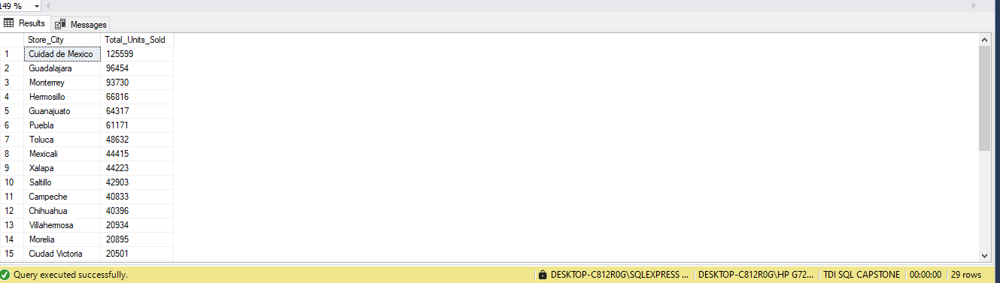 149 %
Results Messages
Store_City Total_Units_Sold
1 Cuidad de Mexico 125599
2 Guadalajara 96454
3 Monterrey 93730
4 Hermosillo 66816
5 Guanajuato 64317
6 Puebla 61171
7 Toluca 48632
8 Mexicali 44415
9 Xalapa 44223
10 Saltillo 42903
11 Campeche 40833
12 Chihuahua 40396
13 Villahermosa 20934
14 Morelia 20895
15 Ciudad Victoria 20501
Query executed successfully. DESKTOP-C812R0G\SQLEXPRESS ... DESKTOP-C812R0G\HP G72... TDI SQL CAPSTONE 00:00:00 29 rows